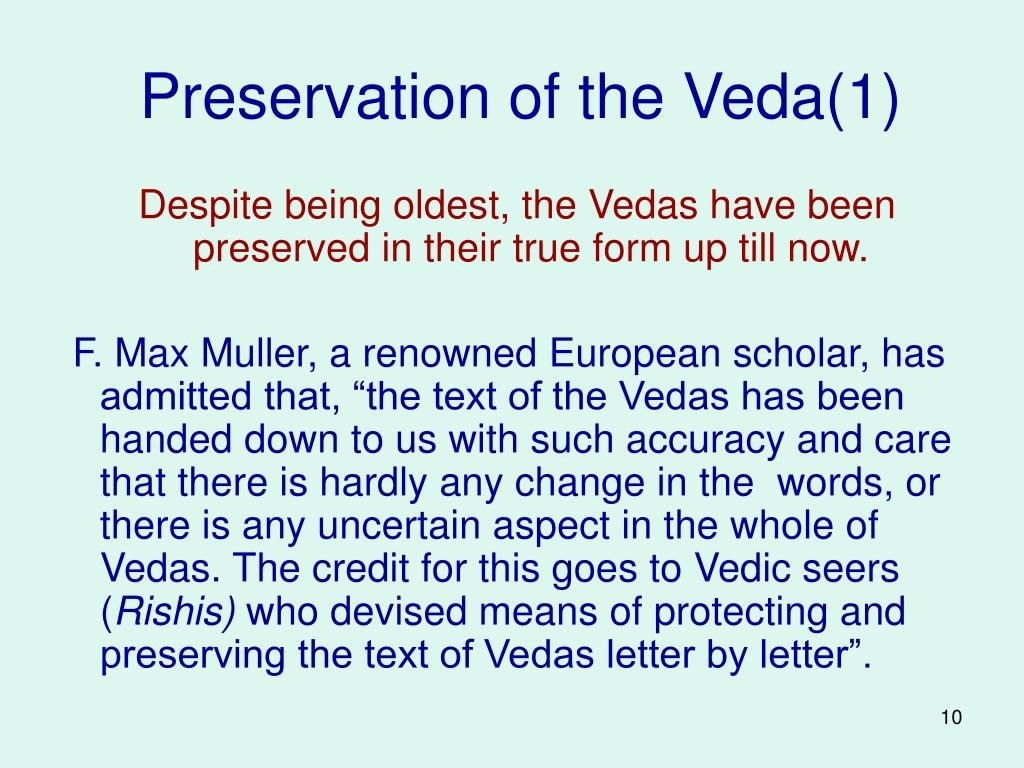 Preservation of the Veda(1)
Despite being oldest, the Vedas have been
preserved in their true form up till now.
F. Max Muller, a renowned European scholar, has
admitted that, “the text of the Vedas has been
handed down to us with such accuracy and care
that there is hardly any change in the  words, or
there is any uncertain aspect in the whole of
Vedas. The credit for this goes to Vedic seers
(Rishis) who devised means of protecting and
preserving the text of Vedas letter by letter”.
10